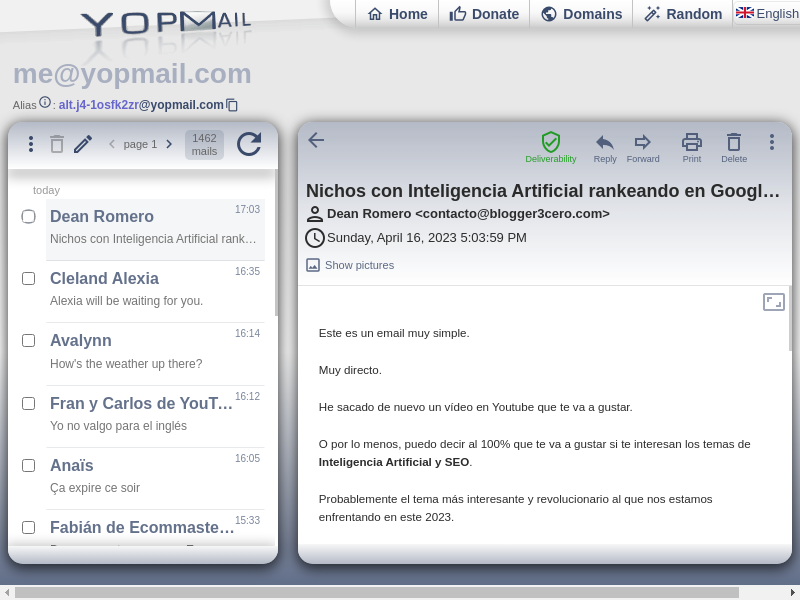 YOPMAIL
Home
Donate
Domains
Random
English
me@yopmail.com
Alias : alt.j4-1osfk2zr@yopmail.com
page 1
1462
mails
today
Dean Romero 17:03
Nichos con Inteligencia Artificial rank…
Cleland Alexia 16:35
Alexia will be waiting for you.
Avalynn 16:14
How's the weather up there?
Fran y Carlos de YouT… 16:12
Yo no valgo para el inglés
Anaïs 16:05
Ça expire ce soir
Fabián de Ecommaste… 15:33
Deliverability
Reply
Forward
Print
Delete
Nichos con Inteligencia Artificial rankeando en Googl…
Dean Romero <contacto@blogger3cero.com>
Sunday, April 16, 2023 5:03:59 PM
Show pictures
Este es un email muy simple.
Muy directo.
He sacado de nuevo un vídeo en Youtube que te va a gustar.
O por lo menos, puedo decir al 100% que te va a gustar si te interesan los temas de
Inteligencia Artificial y SEO.
Probablemente el tema más interesante y revolucionario al que nos estamos
enfrentando en este 2023.